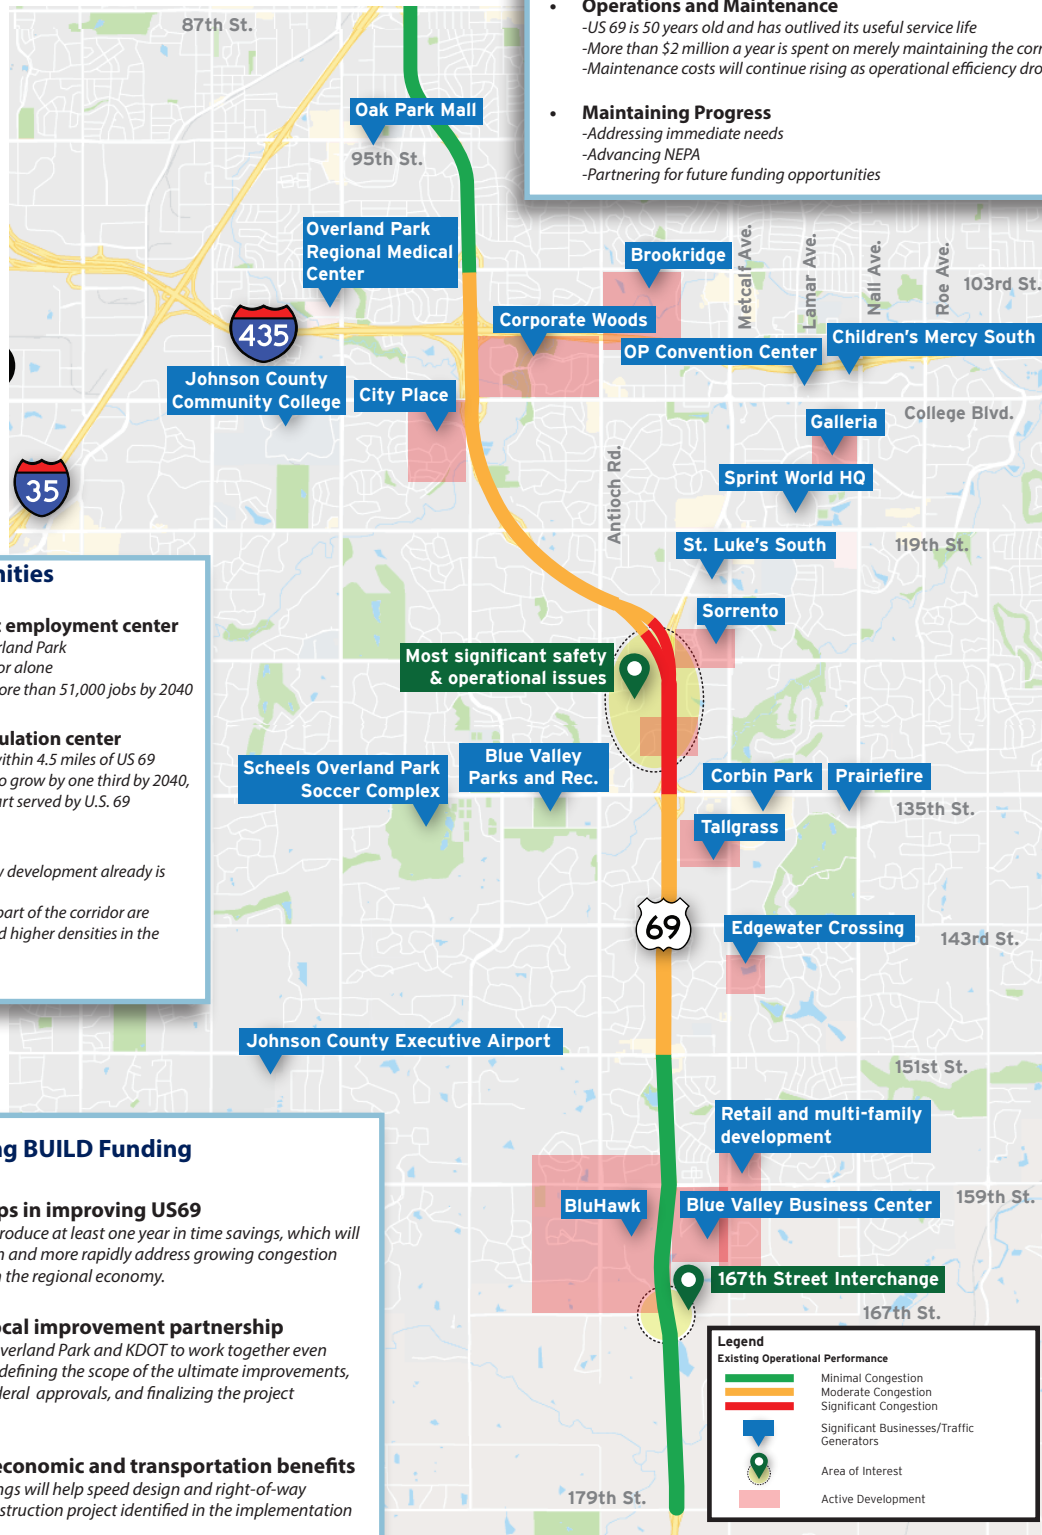 87th St.
• Operations and Maintenance
-US 69 is 50 years old and has outlived its useful service life
-More than $2 million a year is spent on merely maintaining the corr
-Maintenance costs will continue rising as operational efficiency dro
• Maintaining Progress
-Addressing immediate needs
-Advancing NEPA
-Partnering for future funding opportunities
Oak Park Mall
95th St.
Overland Park
Regional Medical
Center
Brookridge
Metcalf Ave.
Lamar Ave.
Nall Ave.
Roe Ave.
103rd St.
435
Corporate Woods
OP Convention Center
Children's Mercy South
Johnson County
Community College
City Place
College Blvd.
Galleria
Antioch Rd.
Sprint World HQ
35
St. Luke's South
119th St.
nities
Sorrento
t employment center
rland Park
or alone
ore than 51,000 jobs by 2040
Most significant safety
& operational issues
ulation center
within 4.5 miles of US 69
o grow by one third by 2040,
art served by U.S. 69
Scheels Overland Park
Soccer Complex
Blue Valley
Parks and Rec.
Corbin Park
Prairiefire
135th St.
Tallgrass
y development already is
part of the corridor are
d higher densities in the
69
Edgewater Crossing
143rd St.
Johnson County Executive Airport
151st St.
Retail and multi-family
development
ng BUILD Funding
BluHawk
Blue Valley Business Center
159th St.
ps in improving US69
roduce at least one year in time savings, which will
n and more rapidly address growing congestion
n the regional economy.
167th Street Interchange
167th St.
ocal improvement partnership
verland Park and KDOT to work together even
defining the scope of the ultimate improvements,
deral approvals, and finalizing the project
economic and transportation benefits
ngs will help speed design and right-of-way
nstruction project identified in the implementation
179th St.
Legend
Existing Operational Performance
Minimal Congestion
Moderate Congestion
Significant Congestion
Significant Businesses/Traffic
Generators
Area of Interest
Active Development